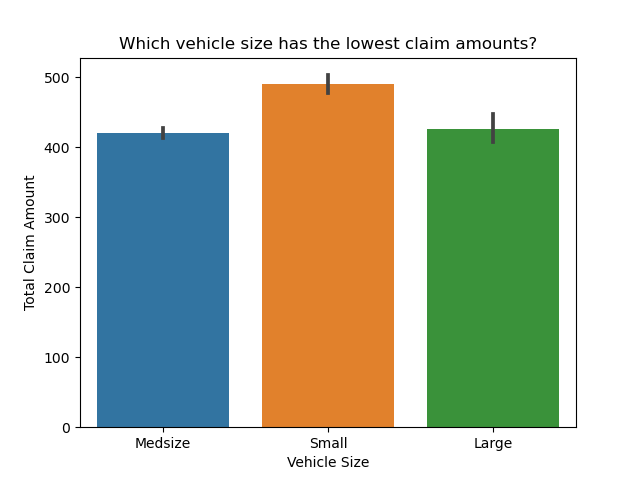 Which vehicle size has the lowest claim amounts?
Total Claim Amount
500
400
300
200
100
0
Medsize Small Large
Vehicle Size